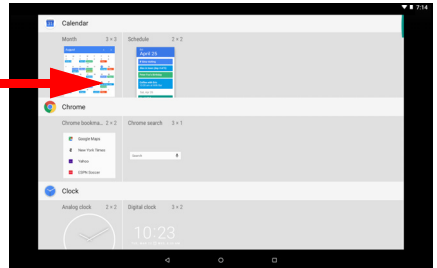 7:14
Calendar
Month 3 × 3 Schedule 2 × 2
August
April 25
Chrome
Chrome bookma... 2 × 2 Chrome search 3 × 1
Google Maps
New York Times
Yahoo
ESPN Soccer
Search
Clock
Analog clock 2 × 2 Digital clock 3 × 2
10:23